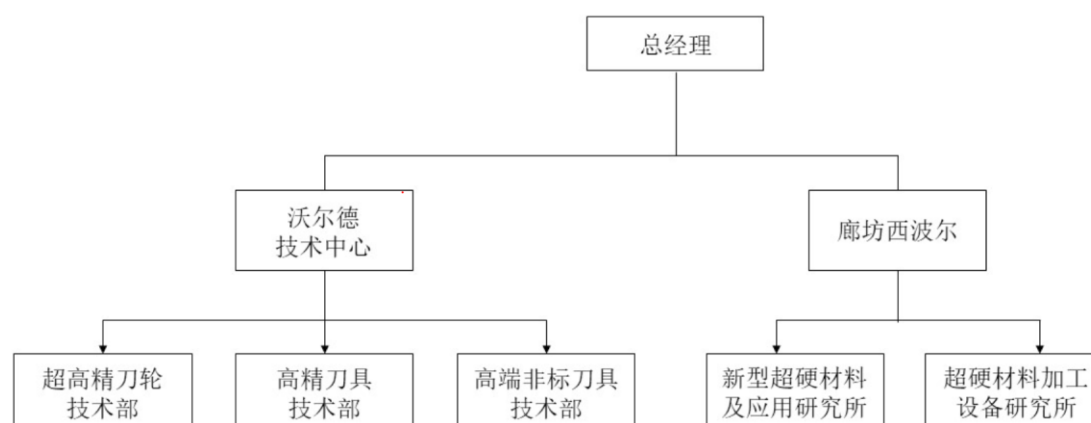 总经理
沃尔德
技术中心
廊坊西波尔
超高精刀轮
技术部
高精刀具
技术部
高端非标刀具
技术部
新型超硬材料
及应用研究所
超硬材料加工
设备研究所